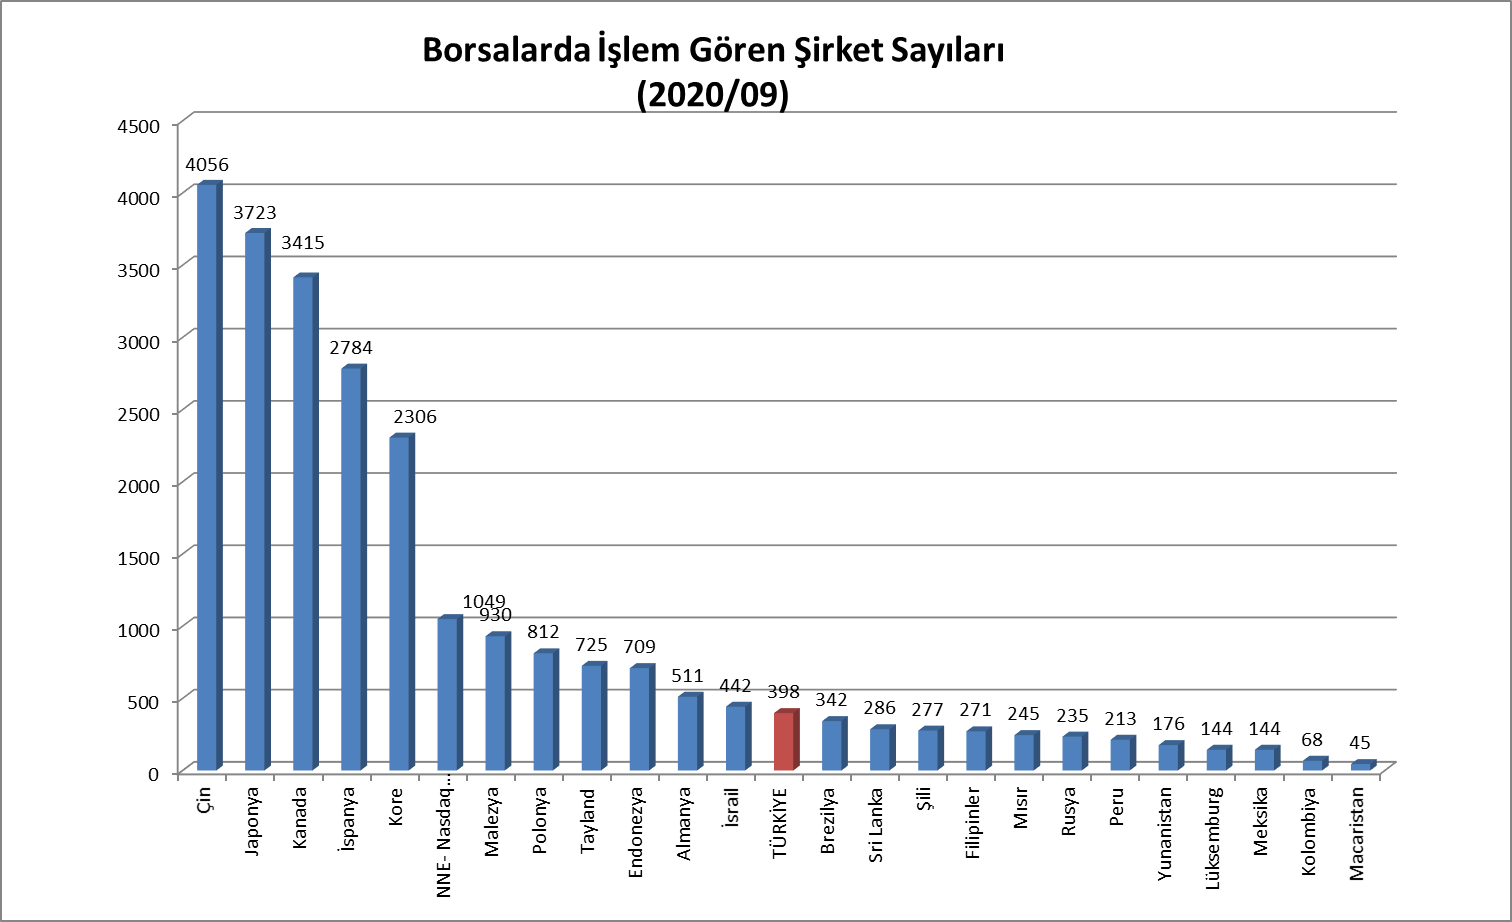 Borsalarda İşlem Gören Şirket Sayıları
(2020/09)
4500
4000
3500
3000
2500
2000
1500
1000
500
0
4056
3723
3415
2784
2306
1049
930
812
725
709
511
442
398
342
286
277
271
245
235
213
176
144
144
68
45
Çin
Japonya
Kanada
İspanya
Kore
NNE- Nasdaq...
Malezya
Polonya
Tayland
Endonezya
Almanya
İsrail
TÜRKİYE
Brezilya
Sri Lanka
Şili
Filipinler
Mısır
Rusya
Peru
Yunanistan
Lüksemburg
Meksika
Kolombiya
Macaristan